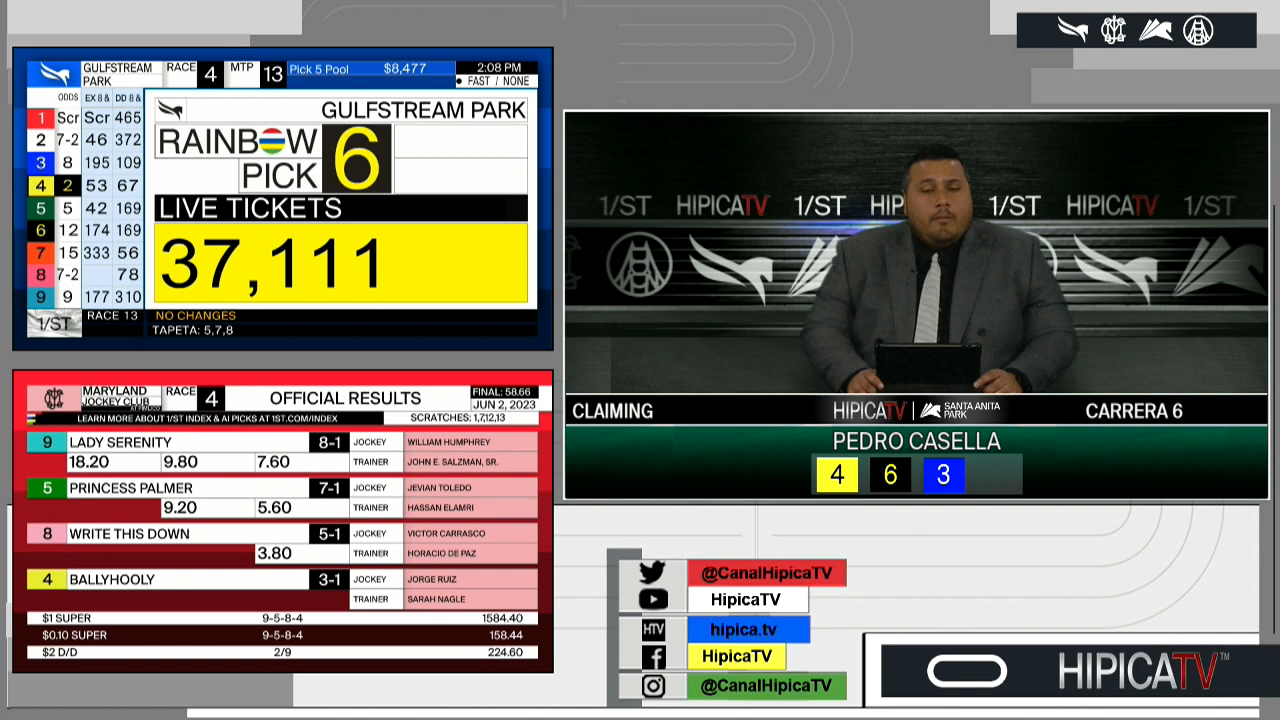 GULFSTREAM PARK RACE 4 MTP 13 Pick 5 Pool $8,477 2:08 PM
FAST / NONE
ODDS EX 8 & DD 8 &
1 Scr Scr 465
2 7-2 46 372
3 8 195 109
4 2 53 67
5 5 42 169
6 12 174 169
7 15 333 56
8 7-2 78
9 9 177 310
GULFSTREAM PARK
RAINBOW
PICK 6
LIVE TICKETS
37,111
1/ST RACE 13 NO CHANGES
TAPETA: 5,7,8
MARYLAND JOCKEY CLUB AT PIMLICO RACE 4 OFFICIAL RESULTS FINAL: 58.66
JUN 2, 2023
LEARN MORE ABOUT 1/ST INDEX & AI PICKS AT 1ST.COM/INDEX SCRATCHES: 1,7,12,13
9 LADY SERENITY 8-1 JOCKEY WILLIAM HUMPHREY
18.20 9.80 7.60 TRAINER JOHN E. SALZMAN, SR.
5 PRINCESS PALMER 7-1 JOCKEY JEVIAN TOLEDO
9.20 5.60 TRAINER HASSAN ELAMRI
8 WRITE THIS DOWN 5-1 JOCKEY VICTOR CARRASCO
3.80 TRAINER HORACIO DE PAZ
4 BALLYHOOLY 3-1 JOCKEY JORGE RUIZ
TRAINER SARAH NAGLE
$1 SUPER 9-5-8-4 1584.40
$0.10 SUPER 9-5-8-4 158.44
$2 D/D 2/9 224.60
1/ST HIPICATV 1/ST HIP 1/ST HIPICATV 1/ST
CLAIMING HIPICATV SANTA ANITA PARK CARRERA 6
PEDRO CASELLA
4 6 3
@CanalHipicaTV
HipicaTV
HTV hipica.tv
HipicaTV
@CanalHipicaTV
HIPICATV™